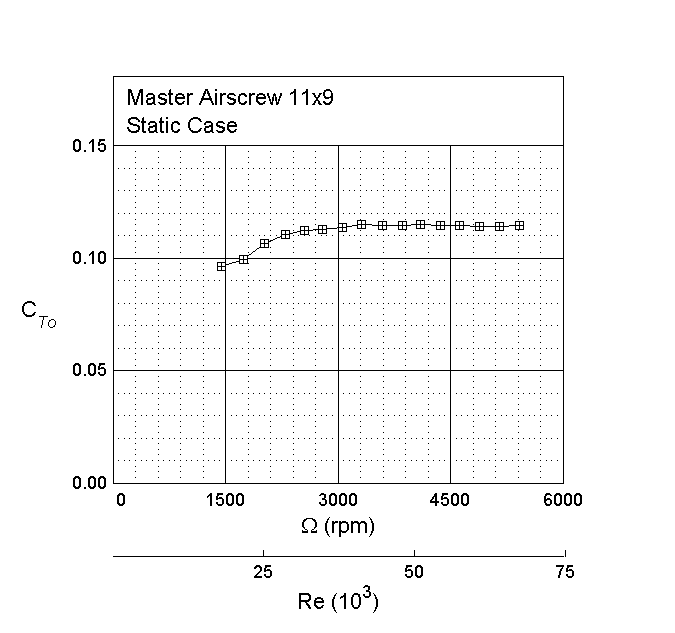 Master Airscrew 11x9
Static Case
0.15
0.10
C_To
0.05
0.00
0 1500 3000 4500 6000
Ω (rpm)
25 50 75
Re (10³)